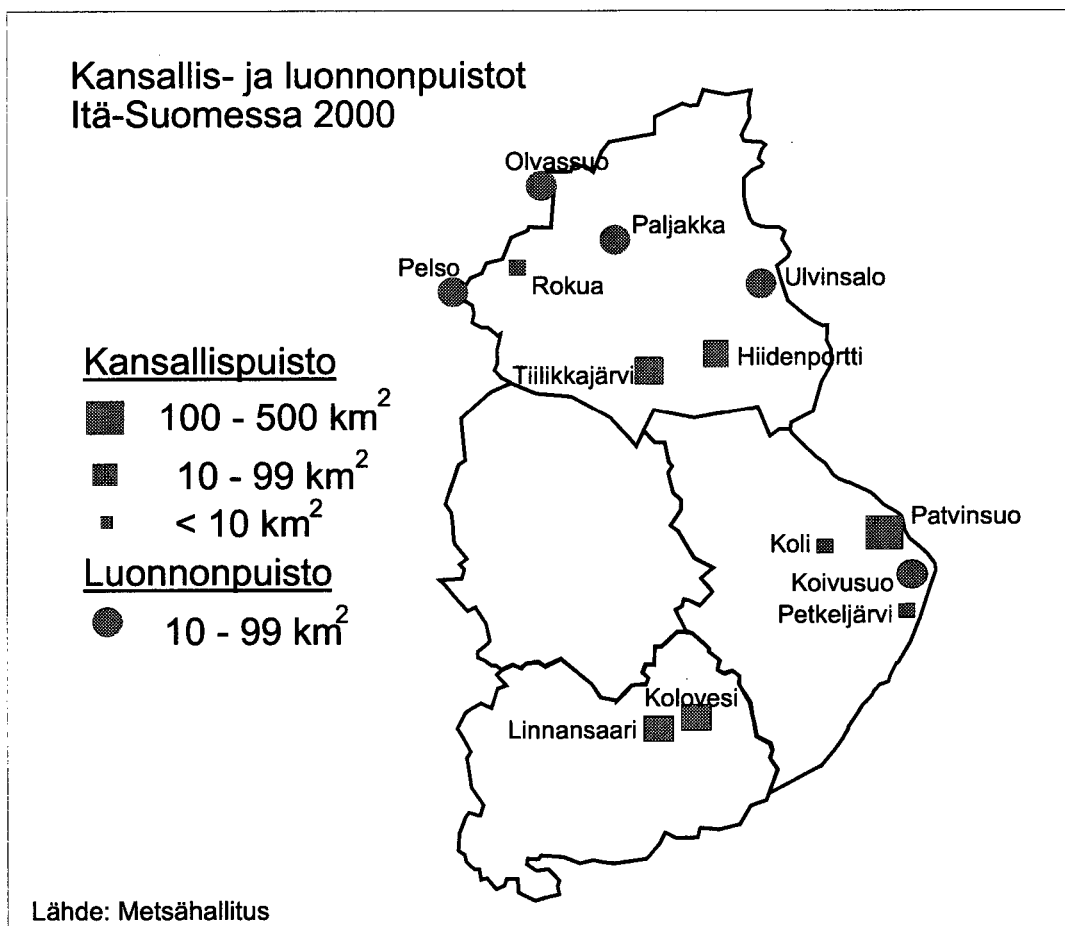 Kansallis- ja luonnonpuistot
Itä-Suomessa 2000
Olvassuo
Paljakka
Pelso
Rokua
Ulvinsalo
Hiidenportti
Tiilikkajärvi
Kansallispuisto
100 - 500 km²
10 - 99 km²
< 10 km²
Luonnonpuisto
10 - 99 km²
Patvinsuo
Koli
Koivusuo
Petkeljärvi
Kolovesi
Linnansaari
Lähde: Metsähallitus